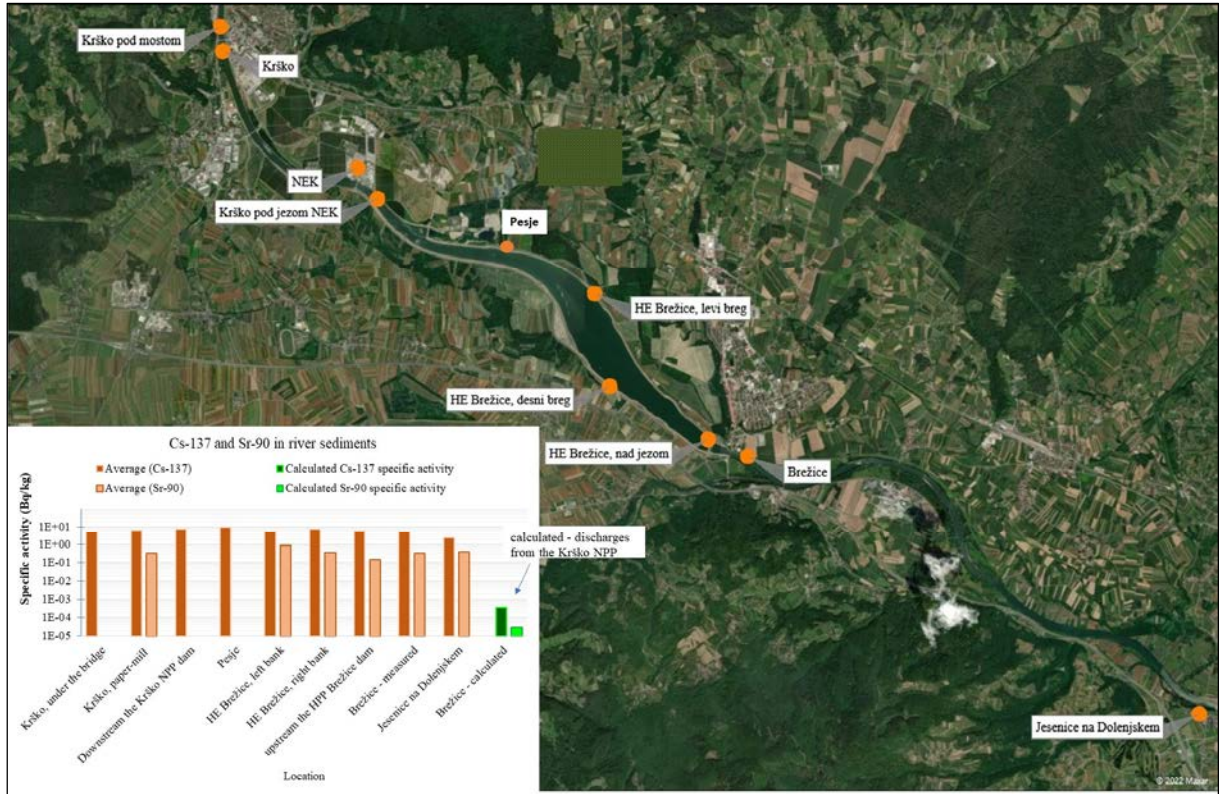 Krško pod mostom
Krško
NEK
Krško pod jezom NEK
Pesje
HE Brežice, levi breg
HE Brežice, desni breg
HE Brežice, nad jezom
Brežice
Jesenice na Dolenjskem
Cs-137 and Sr-90 in river sediments
Average (Cs-137)
Calculated Cs-137 specific activity
Average (Sr-90)
Calculated Sr-90 specific activity
calculated - discharges
from the Krško NPP
Specific activity (Bq/kg)
1E+01
1E+00
1E-01
1E-02
1E-03
1E-04
1E-05
Krško, under the bridge
Krško, paper-mill
Downstream the Krško NPP dam
Pesje
HE Brežice, left bank
HE Brežice, right bank
upstream the HPP Brežice dam
Brežice - measured
Jesenice na Dolenjskem
Brežice - calculated
Location
© 2022 Maxar